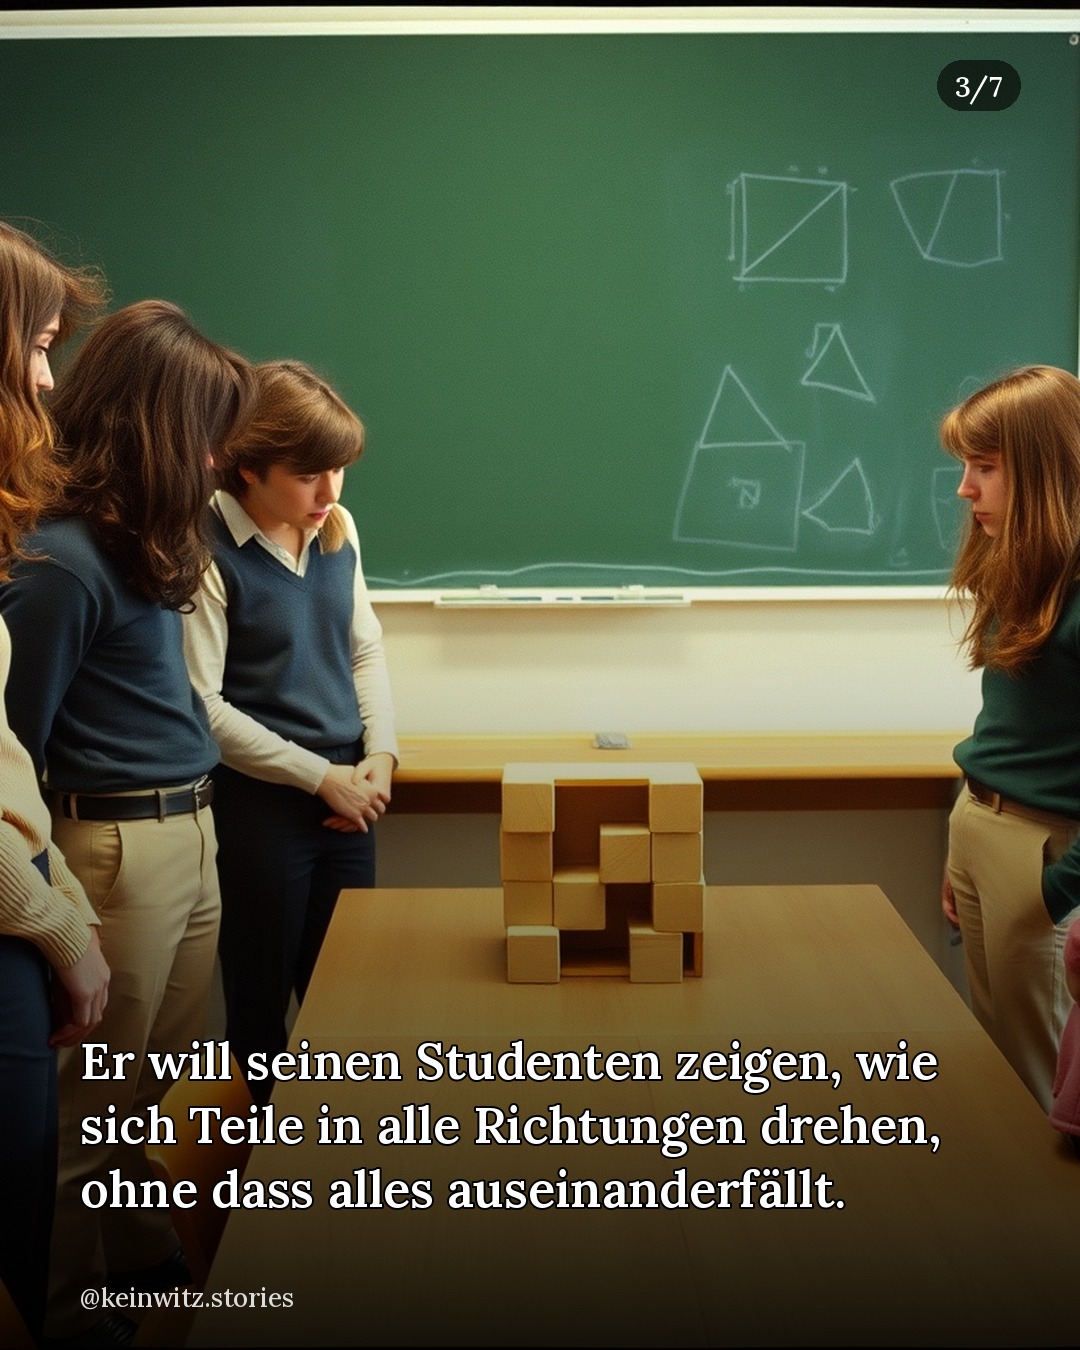 3/7
N
Er will seinen Studenten zeigen, wie
sich Teile in alle Richtungen drehen,
ohne dass alles auseinanderfällt.
@keinwitz.stories